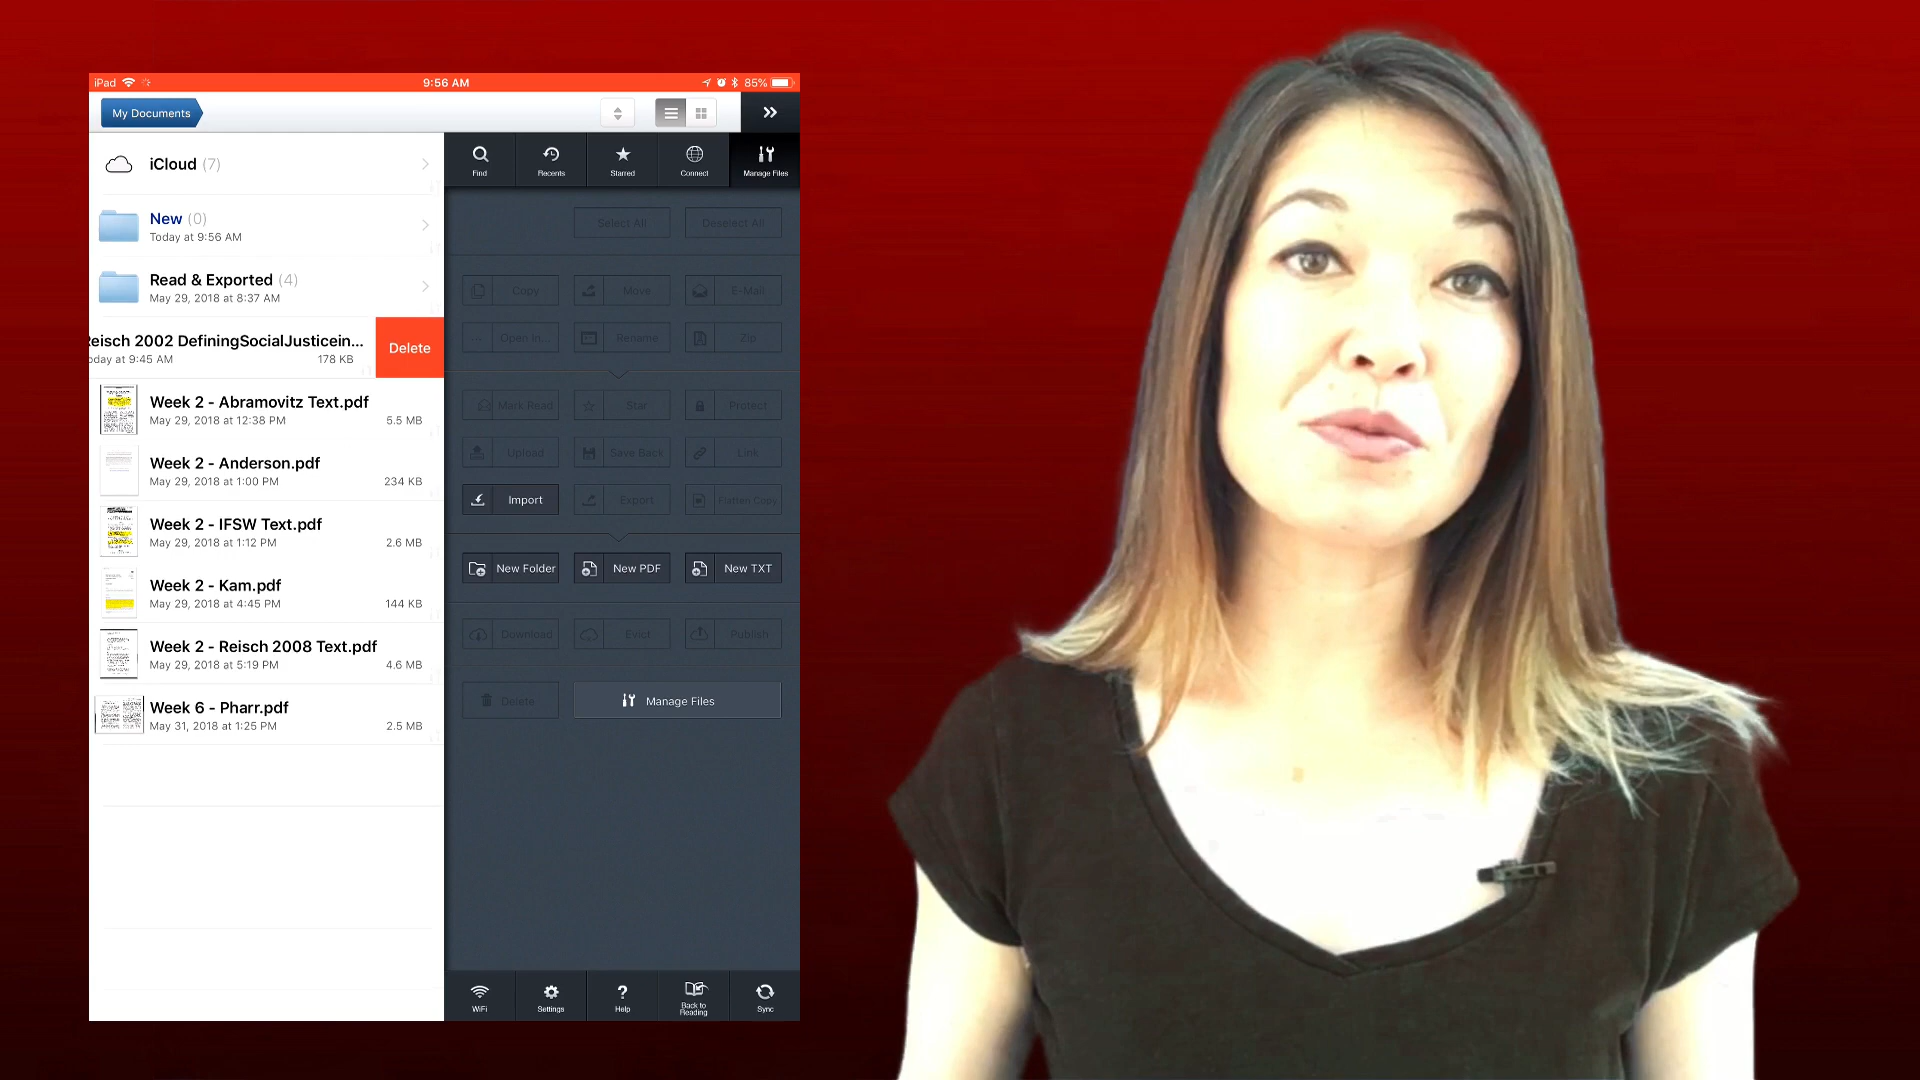 iPad 9:56 AM 85%
My Documents
iCloud (7)
New (0)
Today at 9:56 AM
Read & Exported (4)
May 29, 2018 at 8:37 AM
Reisch 2002 DefiningSocialJusticein...
oday at 9:45 AM 178 KB
Delete
Week 2 - Abramovitz Text.pdf
May 29, 2018 at 12:38 PM 5.5 MB
Week 2 - Anderson.pdf
May 29, 2018 at 1:00 PM 234 KB
Week 2 - IFSW Text.pdf
May 29, 2018 at 1:12 PM 2.6 MB
Week 2 - Kam.pdf
May 29, 2018 at 4:45 PM 144 KB
Week 2 - Reisch 2008 Text.pdf
May 29, 2018 at 5:19 PM 4.6 MB
Week 6 - Pharr.pdf
May 31, 2018 at 1:25 PM 2.5 MB
Find Recents Starred Connect Manage Files
Select All Deselect All
Copy Move E-Mail
Open In... Rename Zip
Mark Read Star Protect
Upload Save Back Link
Import Export Flatten Copy
New Folder New PDF New TXT
Download Evict Publish
Delete Manage Files
WiFi Settings Help Back to Reading Sync